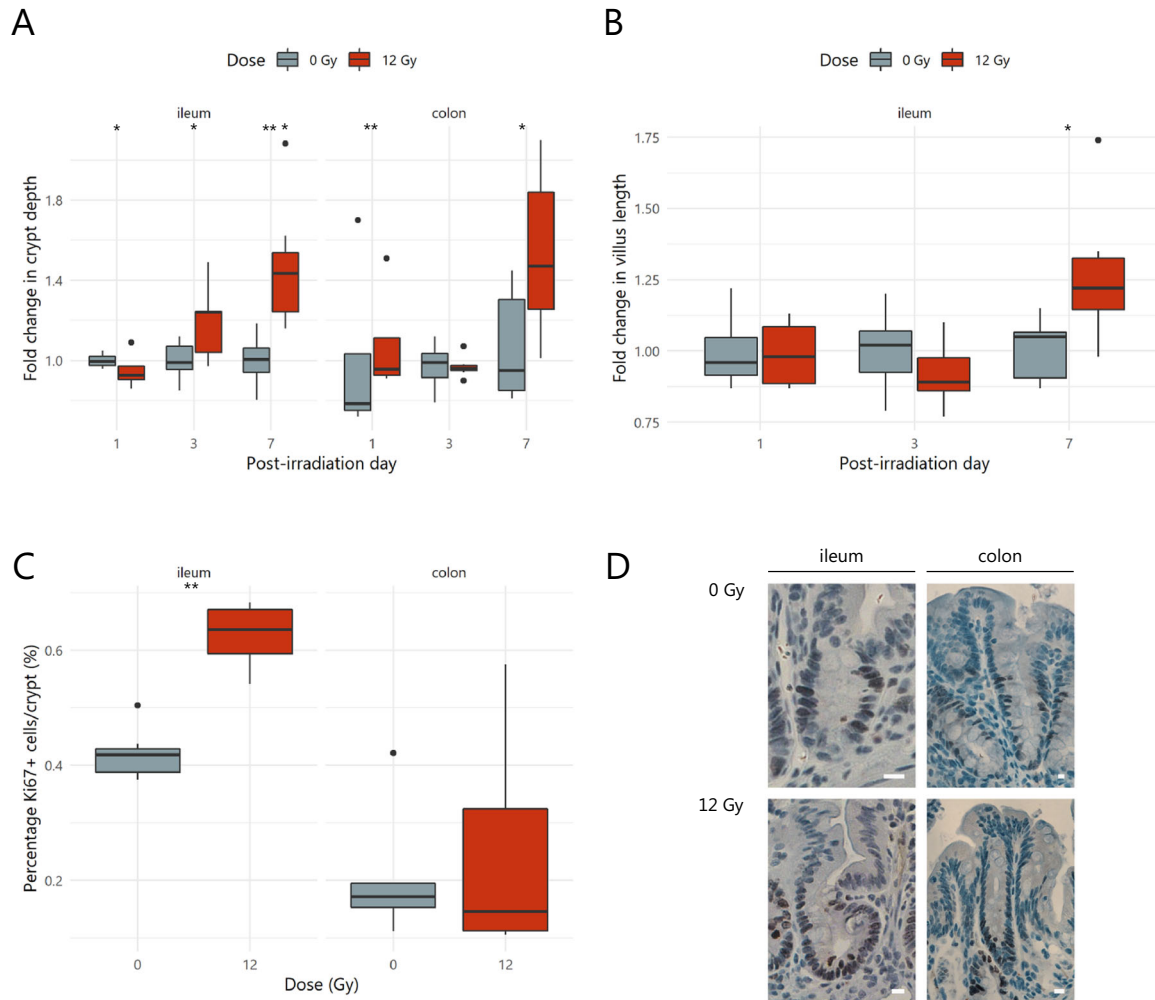 A
Dose 0 Gy 12 Gy
ileum colon
* * ** * ** *
Fold change in crypt depth
1.8
1.4
1.0
1 3 7 1 3 7
Post-irradiation day
B
Dose 0 Gy 12 Gy
ileum
*
Fold change in villus length
1.75
1.50
1.25
1.00
0.75
1 3 7
Post-irradiation day
C
ileum colon
**
Percentage Ki67+ cells/crypt (%)
0.6
0.4
0.2
0 12 0 12
Dose (Gy)
D
ileum colon
0 Gy
12 Gy